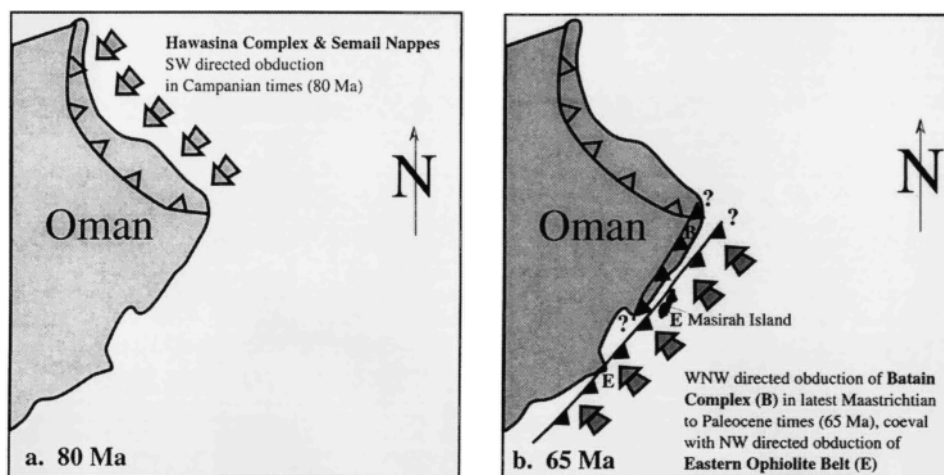 Hawasina Complex & Semail Nappes
SW directed obduction
in Campanian times (80 Ma)
N
Oman
a. 80 Ma
?
?
B
N
Oman
?
E Masirah Island
E
WNW directed obduction of Batain
Complex (B) in latest Maastrichtian
to Paleocene times (65 Ma), coeval
with NW directed obduction of
Eastern Ophiolite Belt (E)
b. 65 Ma